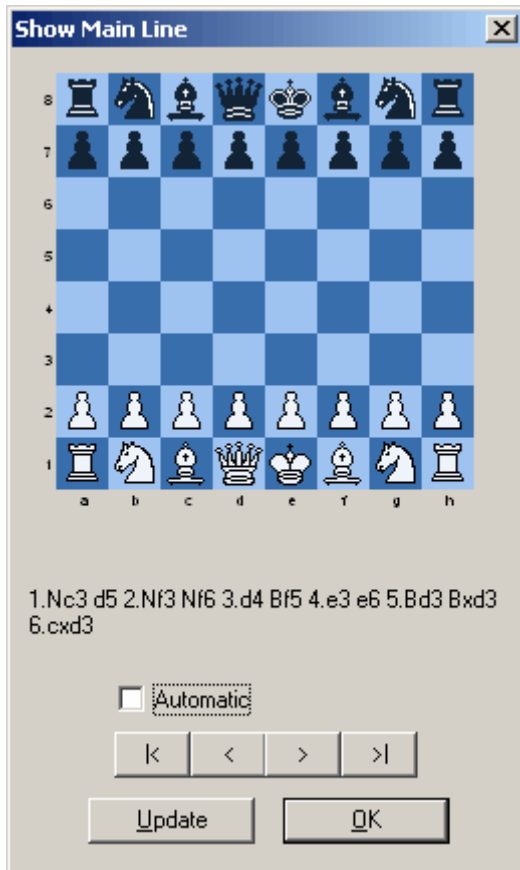 Show Main Line
8
7
6
5
4
3
2
1
a b c d e f g h
1.Nc3 d5 2.Nf3 Nf6 3.d4 Bf5 4.e3 e6 5.Bd3 Bxd3
6.cxd3
Automatic
|< < > >|
Update OK